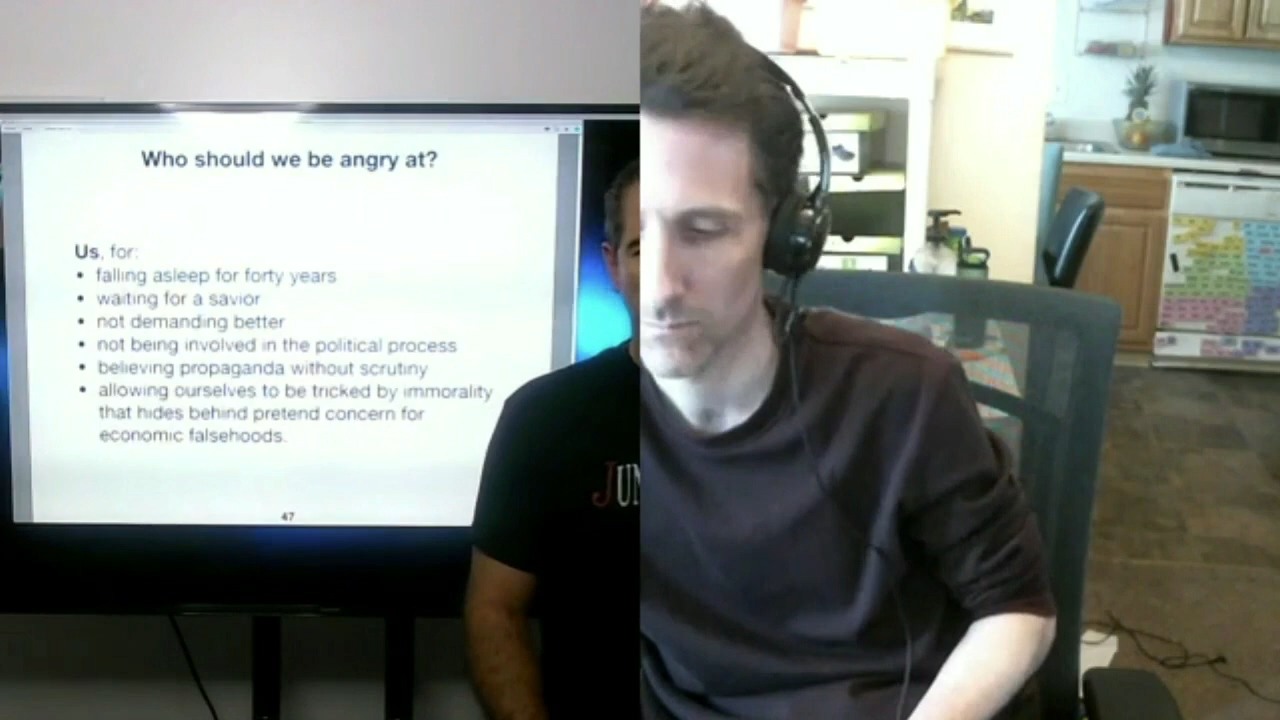 Who should we be angry at?
Us, for:
• falling asleep for forty years
• waiting for a savior
• not demanding better
• not being involved in the political process
• believing propaganda without scrutiny
• allowing ourselves to be tricked by immorality
that hides behind pretend concern for
economic falsehoods.
47
JUN